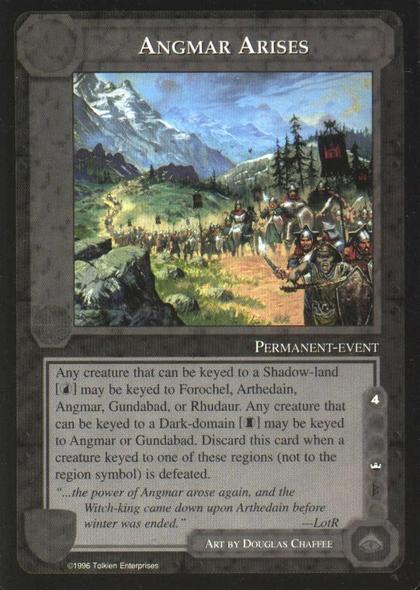 ANGMAR ARISES
PERMANENT-EVENT
Any creature that can be keyed to a Shadow-land
[ ] may be keyed to Forochel, Arthedain,
Angmar, Gundabad, or Rhudaur. Any creature that
can be keyed to a Dark-domain [ ] may be keyed
to Angmar or Gundabad. Discard this card when a
creature keyed to one of these regions (not to the
region symbol) is defeated.
"...the power of Angmar arose again, and the
Witch-king came down upon Arthedain before
winter was ended." —LotR
4
ART BY DOUGLAS CHAFFEE
©1996 Tolkien Enterprises